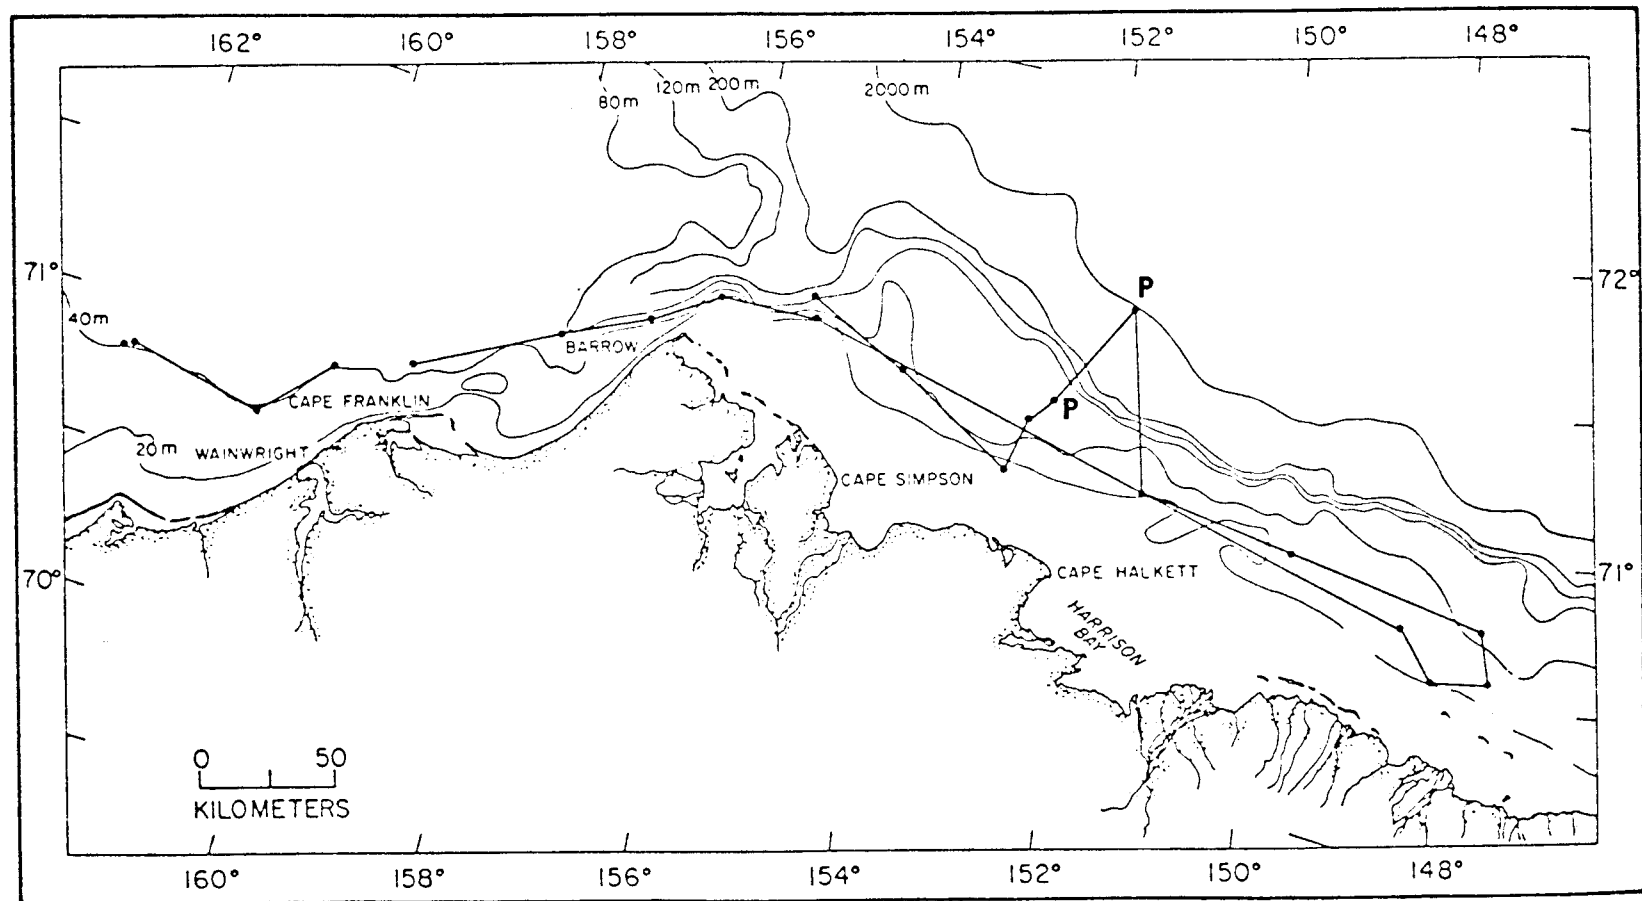 162° 160° 158° 156° 154° 152° 150° 148°
80m
120m
200m
2000m
71°
72°
P
40m
BARROW
CAPE FRANKLIN
P
20m
WAINWRIGHT
CAPE SIMPSON
70°
71°
CAPE HALKETT
HARRISON
BAY
0 50
KILOMETERS
160° 158° 156° 154° 152° 150° 148°